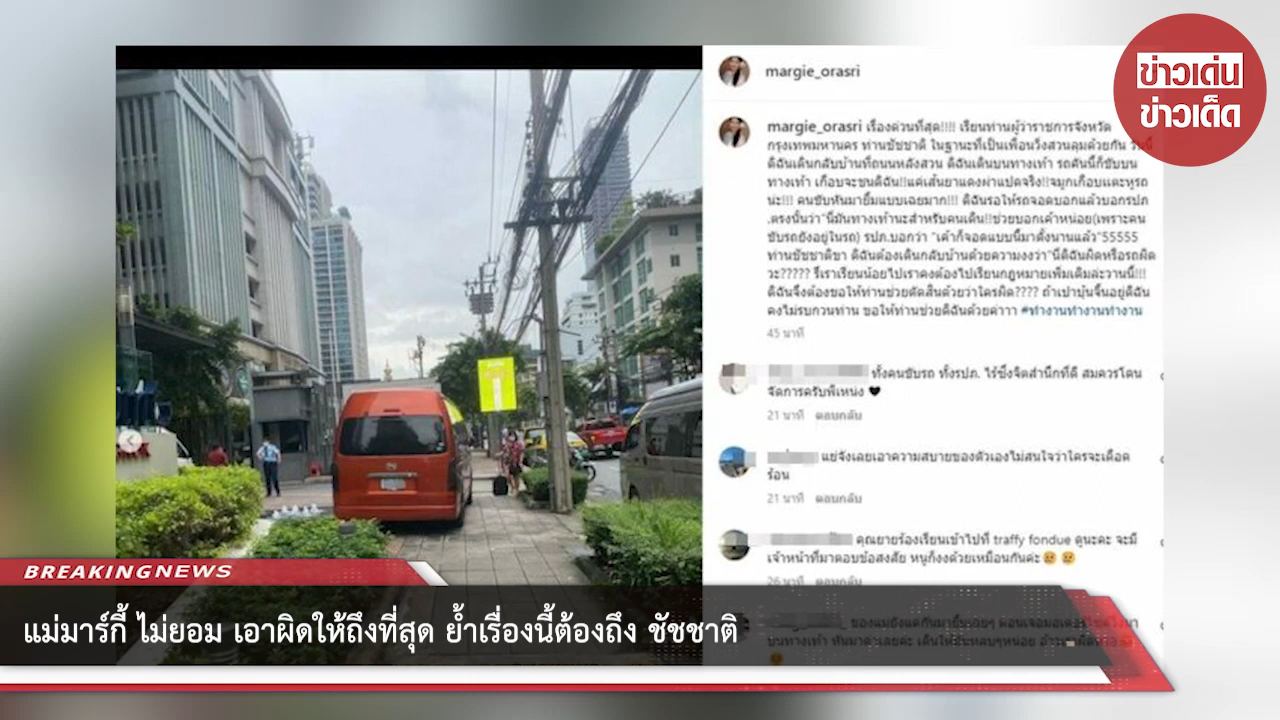 ข่าวเด่น
ข่าวเด็ด
margie_orasri
margie_orasri เรื่องด่วนที่สุด!!!! เรียนท่านผู้ว่าราชการจังหวัด
กรุงเทพมหานคร ท่านชัชชาติ ในฐานะที่เป็นเพื่อนวิ่งสวนลุมด้วยกัน วันนี้
ดิฉันเดินกลับบ้านที่ถนนหลังสวน ดิฉันเดินบนทางเท้า รถคันนี้ก็ขับบน
ทางเท้า เกือบจะชนดิฉัน!!แค่เส้นยาแดงผ่าแปดจริง!!จมูกเกือบแตะหูรถ
น่ะ!!! คนขับหันมายิ้มแบบเฉยมาก!!! ดิฉันรอให้รถจอดบอกแล้วบอกรปภ
.ตรงนั้นว่า"นี่มันทางเท้านะสำหรับคนเดิน!!ช่วยบอกเค้าหน่อย(เพราะคน
ขับรถยังอยู่ในรถ) รปภ.บอกว่า "เค้าก็จอดแบบนี้มาตั้งนานแล้ว"55555
ท่านชัชชาติขา ดิฉันต้องเดินกลับบ้านด้วยความงงว่า"นี่ดิฉันผิดหรือรถผิด
วะ????? รึเราเรียนน้อยไปเราคงต้องไปเรียนกฎหมายเพิ่มเติมล่ะวานนี้!!!
ดิฉันจึงต้องขอให้ท่านช่วยตัดสินด้วยว่าใครผิด???? ถ้าเปาบุ้นจิ้นอยู่ดิฉัน
คงไม่รบกวนท่าน ขอให้ท่านช่วยดิฉันด้วยค่าาา #ทำงานทำงานทำงาน
45 นาที
ทั้งคนขับรถ ทั้งรปภ. ไร้ซึ่งจิตสำนึกที่ดี สมควรโดน
จัดการครับพี่เหน่ง 🖤
21 นาที ตอบกลับ
แย่จังเลยเอาความสบายของตัวเองไม่สนใจว่าใครจะเดือด
ร้อน
21 นาที ตอบกลับ
คุณยายร้องเรียนเข้าไปที่ traffy fondue ดูนะคะ จะมี
เจ้าหน้าที่มาตอบข้อสงสัย หนูก็งงด้วยเหมือนกันค่ะ 😢 😢
26 นาที ตอบกลับ
BREAKINGNEWS
แม่มาร์กี้ ไม่ยอม เอาผิดให้ถึงที่สุด ย้ำเรื่องนี้ต้องถึง ชัชชาติ